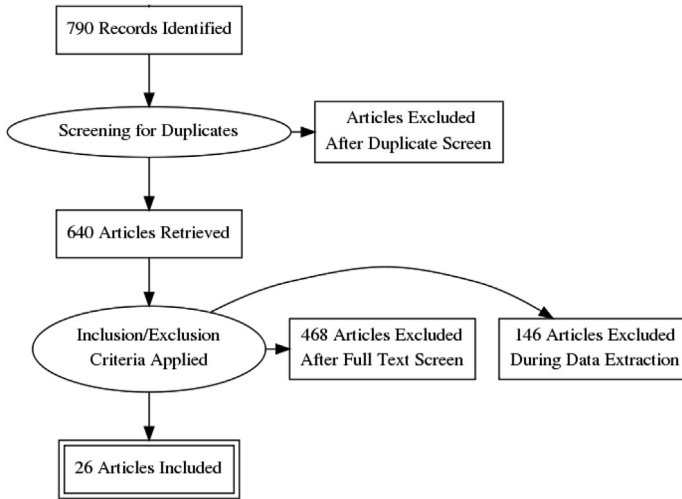 790 Records Identified
Screening for Duplicates
Articles Excluded
After Duplicate Screen
640 Articles Retrieved
Inclusion/Exclusion
Criteria Applied
468 Articles Excluded
After Full Text Screen
146 Articles Excluded
During Data Extraction
26 Articles Included